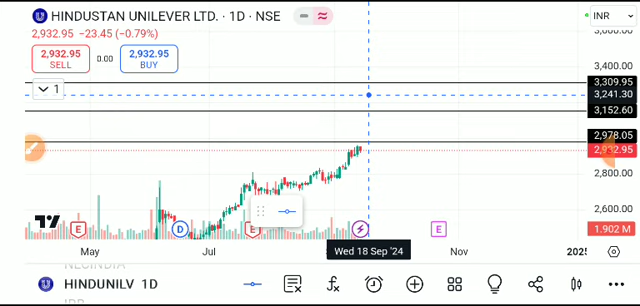 HINDUSTAN UNILEVER LTD. · 1D · NSE
INR
2,932.95 −23.45 (−0.79%)
2,932.95 SELL
0.00
2,932.95 BUY
1
3,400.00
3,309.95
3,241.30
3,152.60
2,978.05
2,932.95
2,800.00
2,600.00
1.902 M
E D E E
May Jul Wed 18 Sep '24 Nov 2025
HINDUNILV 1D